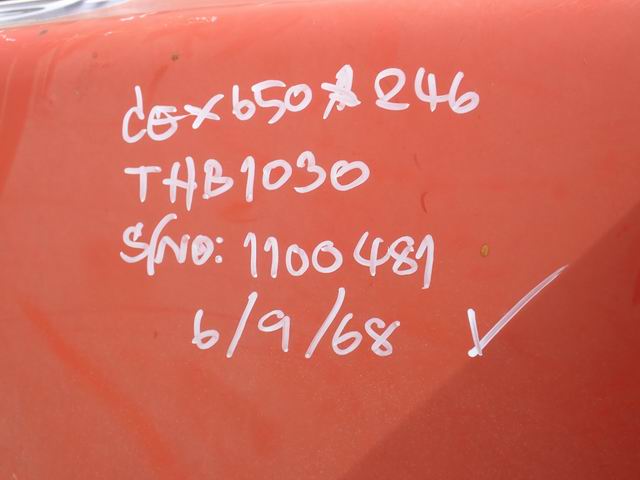 CEX650*246
THB1030
S/NO: 1100481
6/9/68 ✓